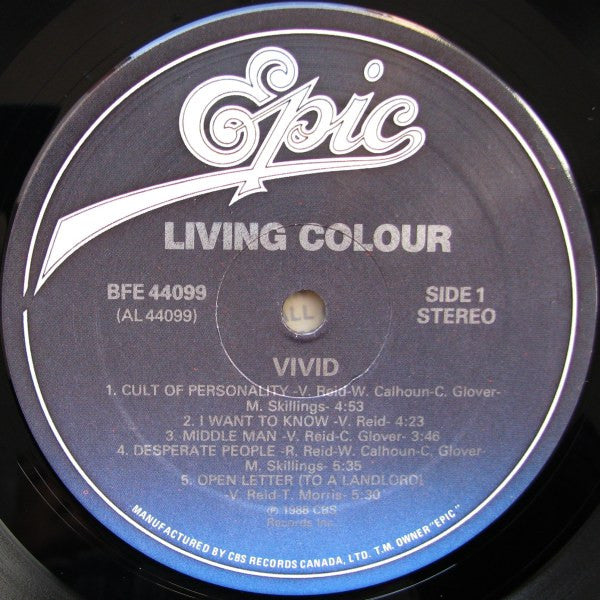 Epic
LIVING COLOUR
BFE 44099
(AL 44099)
SIDE 1
STEREO
ALL
VIVID
1. CULT OF PERSONALITY -V. Reid-W. Calhoun-C. Glover-
M. Skillings- 4:53
2. I WANT TO KNOW -V. Reid- 4:23
3. MIDDLE MAN -V. Reid-C. Glover- 3:46
4. DESPERATE PEOPLE -R. Reid-W. Calhoun-C. Glover-
M. Skillings- 5:35
5. OPEN LETTER (TO A LANDLORD)
-V. Reid-T. Morris- 5:30
℗ 1988 CBS
Records Inc.
MANUFACTURED BY CBS RECORDS CANADA, LTD. T.M. OWNER "EPIC"